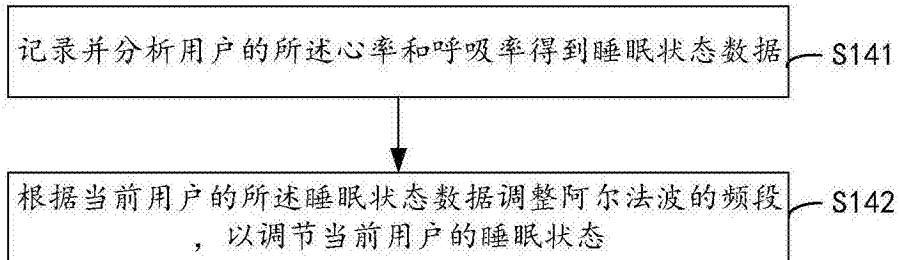 记录并分析用户的所述心率和呼吸率得到睡眠状态数据
S141
根据当前用户的所述睡眠状态数据调整阿尔法波的频段
，以调节当前用户的睡眠状态
S142